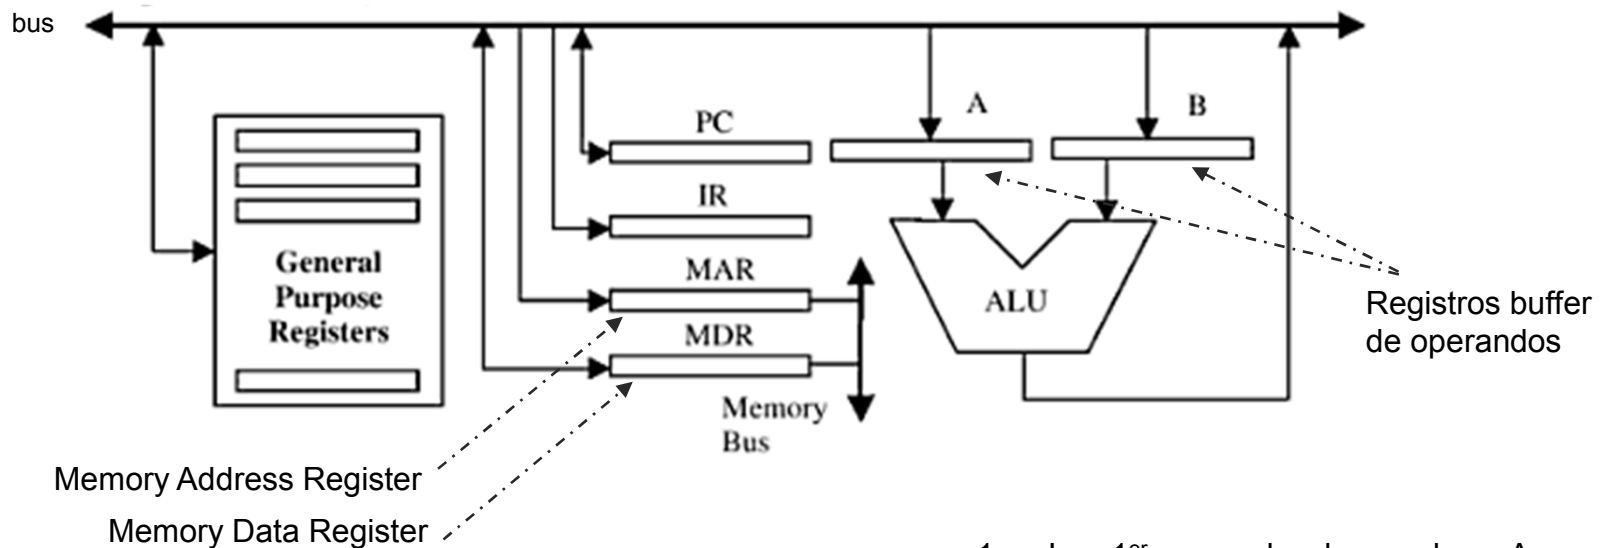 bus
A
B
PC
IR
General
Purpose
Registers
MAR
ALU
MDR
Registros buffer
de operandos
Memory
Bus
Memory Address Register
Memory Data Register